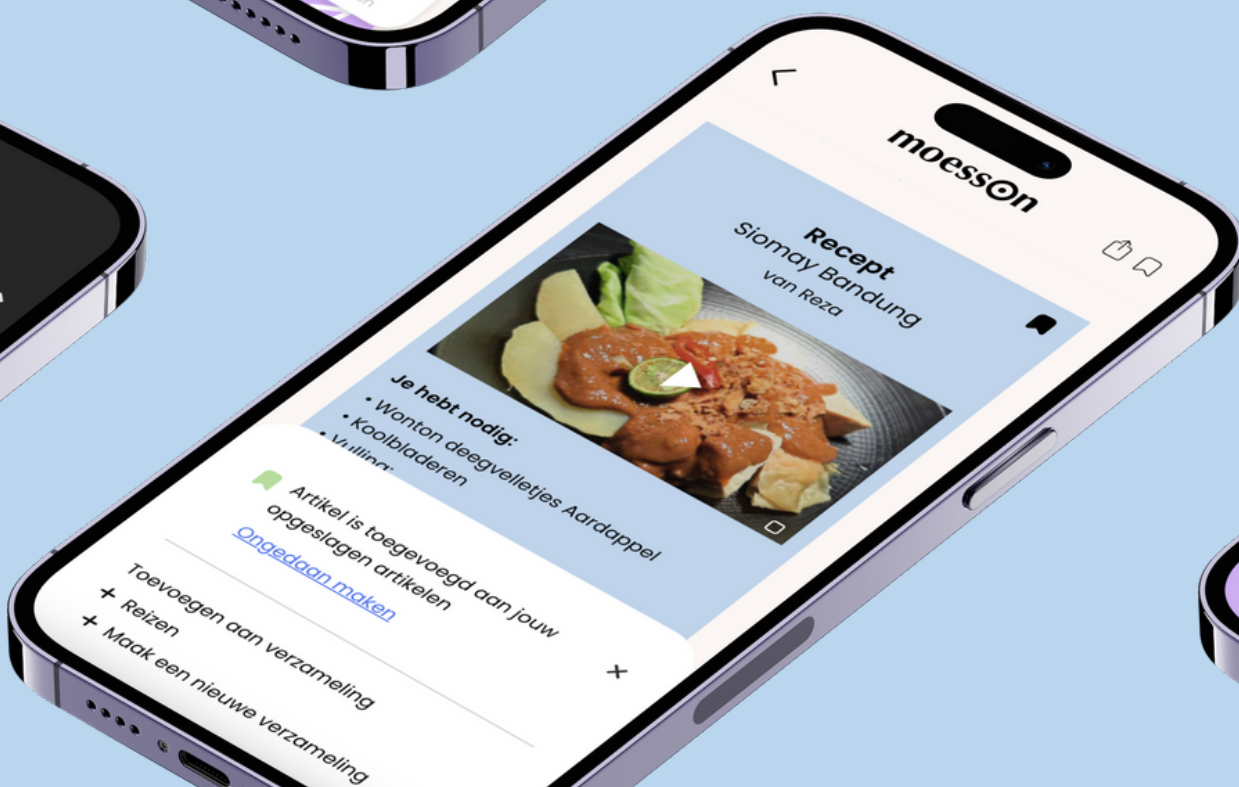 moesson
Recept
Siomay Bandung
van Reza
Je hebt nodig:
• Wonton deegvelletjes Aardappel
• Koolbladeren
• Vulling:
Artikel is toegevoegd aan jouw
opgeslagen artikelen
Ongedaan maken
Toevoegen aan verzameling
+ Reizen
+ Maak een nieuwe verzameling